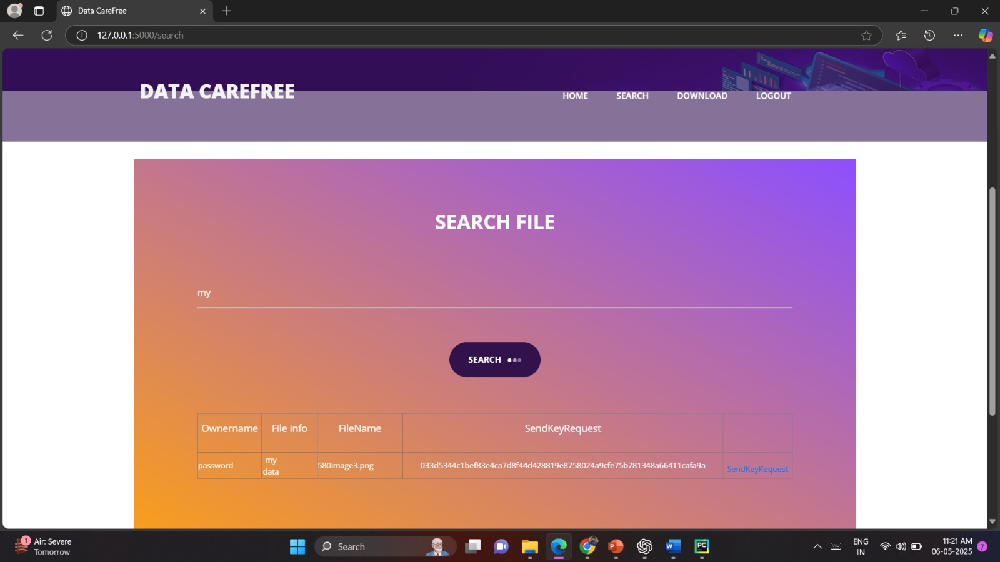 Data CareFree
127.0.0.1:5000/search
DATA CAREFREE
HOME SEARCH DOWNLOAD LOGOUT
SEARCH FILE
my
SEARCH
Ownername File info FileName SendKeyRequest
password my data 580image3.png 033d5344c1bef83e4ca7d8f44d428819e8758024a9cfe75b781348a66411cafa9a SendKeyRequest
1
Air: Severe
Tomorrow
Search
P
W
PC
ENG
IN
11:21 AM
06-05-2025
7